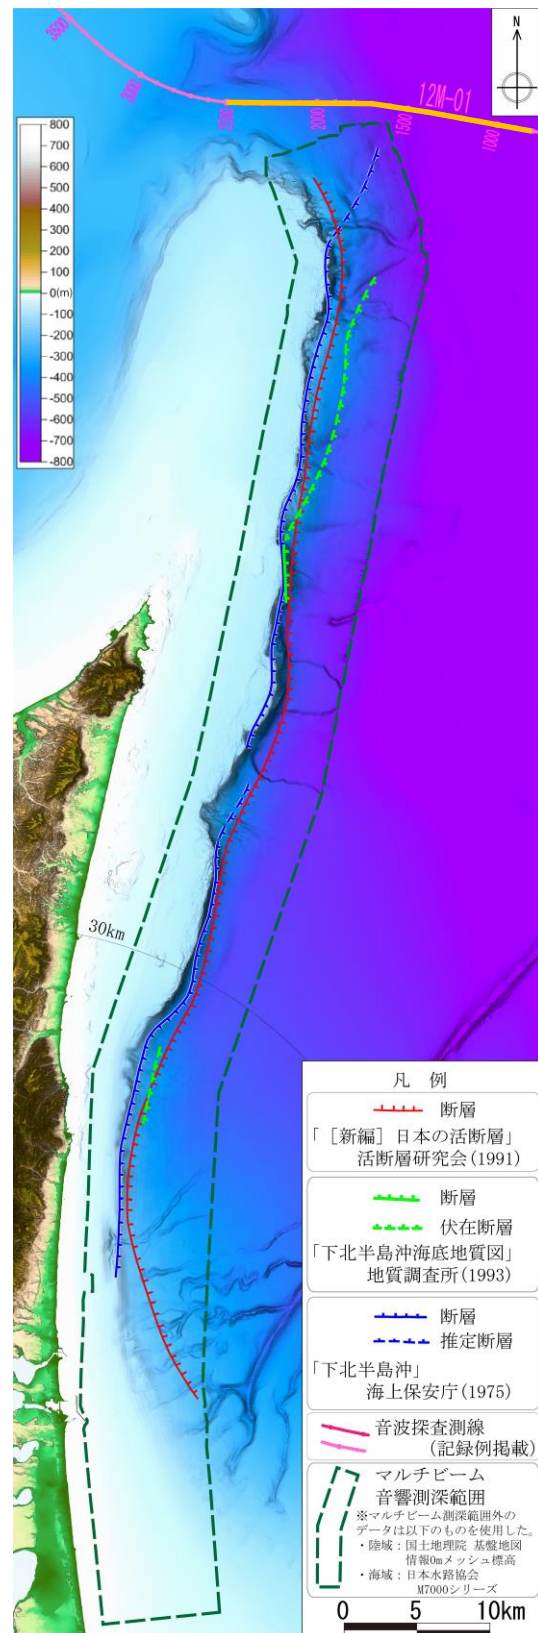 N
3500
3000
2500
2000
1500
1000
12M-01
800
700
600
500
400
300
200
100
0(m)
-100
-200
-300
-400
-500
-600
-700
-800
30km
凡 例
断層
「[新編]日本の活断層」
活断層研究会(1991)
断層
伏在断層
「下北半島沖海底地質図」
地質調査所(1993)
断層
推定断層
「下北半島沖」
海上保安庁(1975)
音波探査測線
(記録例掲載)
マルチビーム
音響測深範囲
※マルチビーム測深範囲外の
データは以下のものを使用した。
・陸域：国土地理院 基盤地図
情報0mメッシュ標高
・海域：日本水路協会
M7000シリーズ
0 5 10km